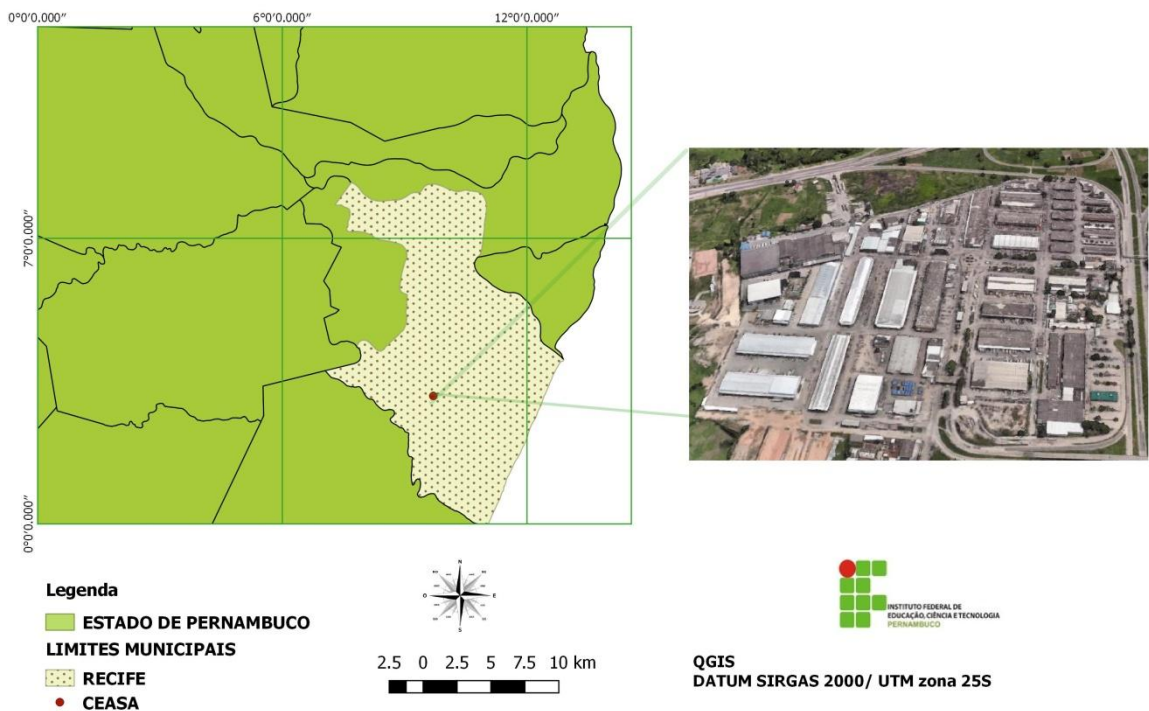 0°0'0.000"
6°0'0.000"
12°0'0.000"
7°0'0.000"
0°0'0.000"
Legenda
ESTADO DE PERNAMBUCO
LIMITES MUNICIPAIS
RECIFE
CEASA
N
O
E
S
2.5 0 2.5 5 7.5 10 km
INSTITUTO FEDERAL DE
EDUCAÇÃO, CIÊNCIA E TECNOLOGIA
PERNAMBUCO
QGIS
DATUM SIRGAS 2000/ UTM zona 25S